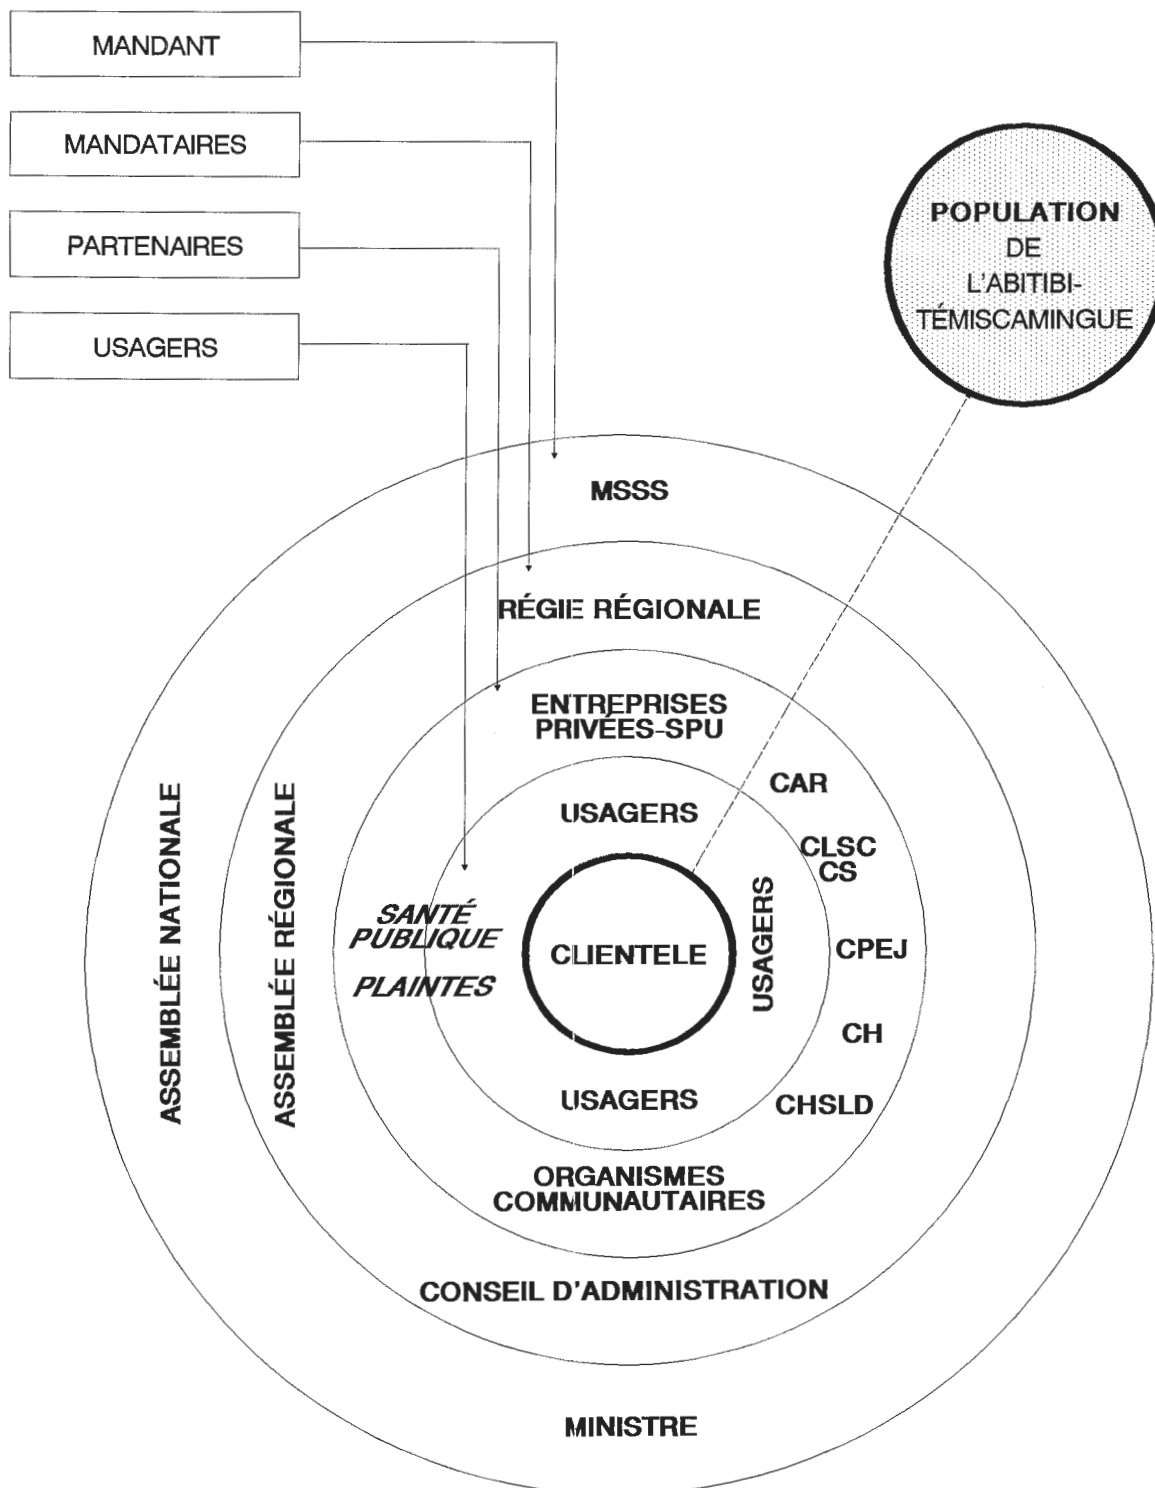 MANDANT
MANDATAIRES
PARTENAIRES
USAGERS
POPULATION
DE
L'ABITIBI-
TÉMISCAMINGUE
MSSS
RÉGIE RÉGIONALE
ENTREPRISES
PRIVÉES-SPU
CAR
USAGERS
CLSC
CS
ASSEMBLÉE NATIONALE
ASSEMBLÉE RÉGIONALE
SANTÉ
PUBLIQUE
PLAINTES
CLIENTELE
USAGERS
CPEJ
CH
USAGERS
CHSLD
ORGANISMES
COMMUNAUTAIRES
CONSEIL D'ADMINISTRATION
MINISTRE